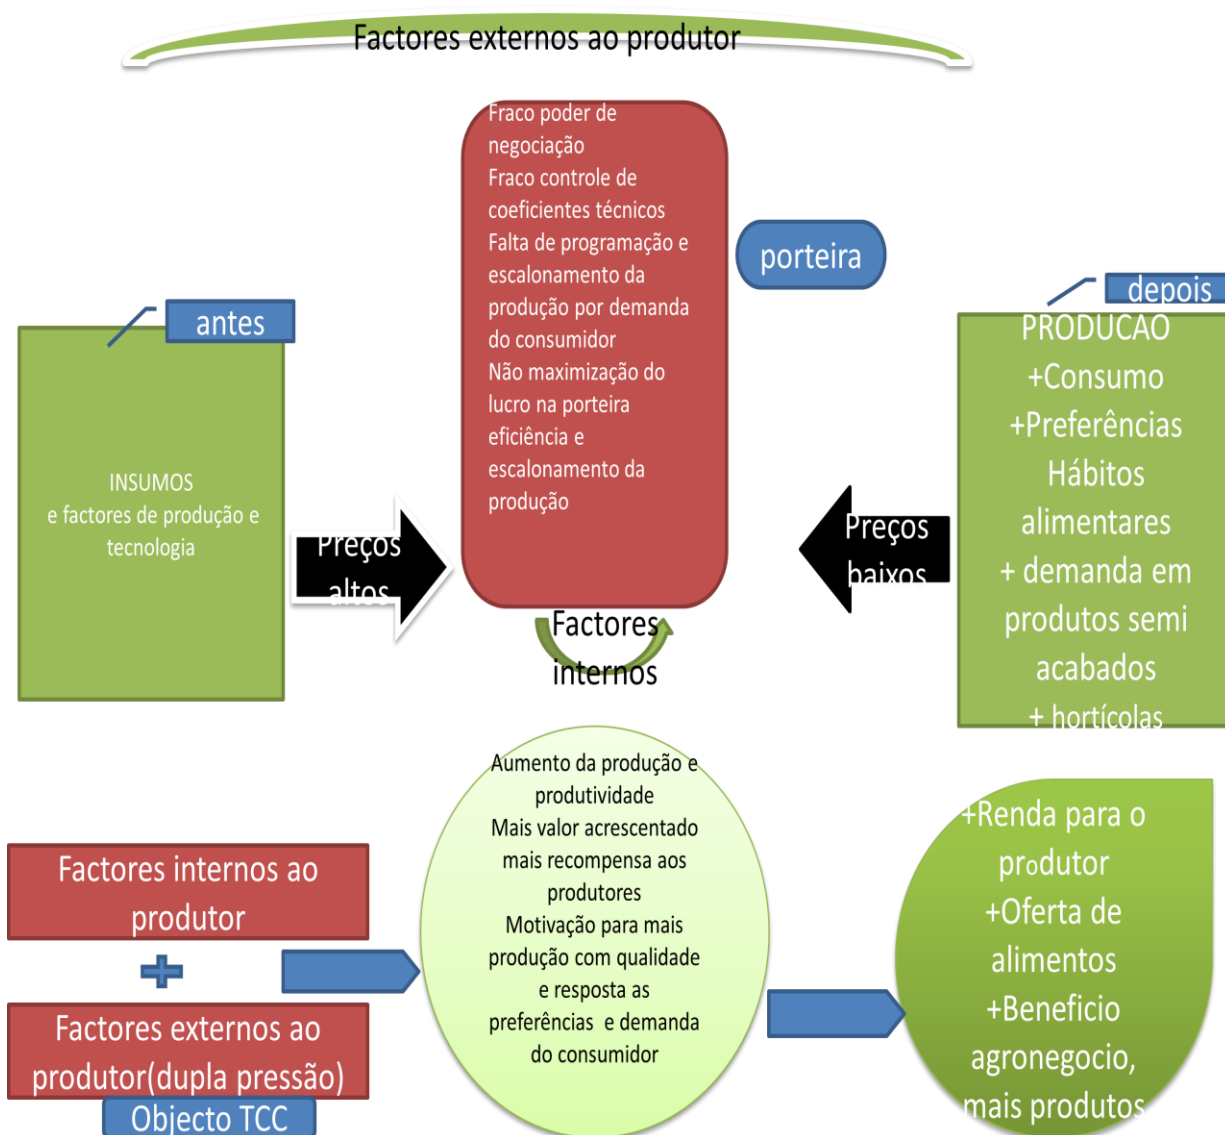 Factores externos ao produtor
Fraco poder de
negociação
Fraco controle de
coeficientes técnicos
Falta de programação e
escalonamento da
produção por demanda
do consumidor
Não maximização do
lucro na porteira
eficiência e
escalonamento da
produção
porteira
antes
INSUMOS
e factores de produção e
tecnologia
Preços
altos
Preços
baixos
depois
PRODUCAO
+Consumo
+Preferências
Hábitos
alimentares
+ demanda em
produtos semi
acabados
+ hortícolas
Factores
internos
Factores internos ao
produtor
Factores externos ao
produtor(dupla pressão)
Objecto TCC
Aumento da produção e
produtividade
Mais valor acrescentado
mais recompensa aos
produtores
Motivação para mais
produção com qualidade
e resposta as
preferências e demanda
do consumidor
+Renda para o
produtor
+Oferta de
alimentos
+Beneficio
agronegocio,
mais produtos